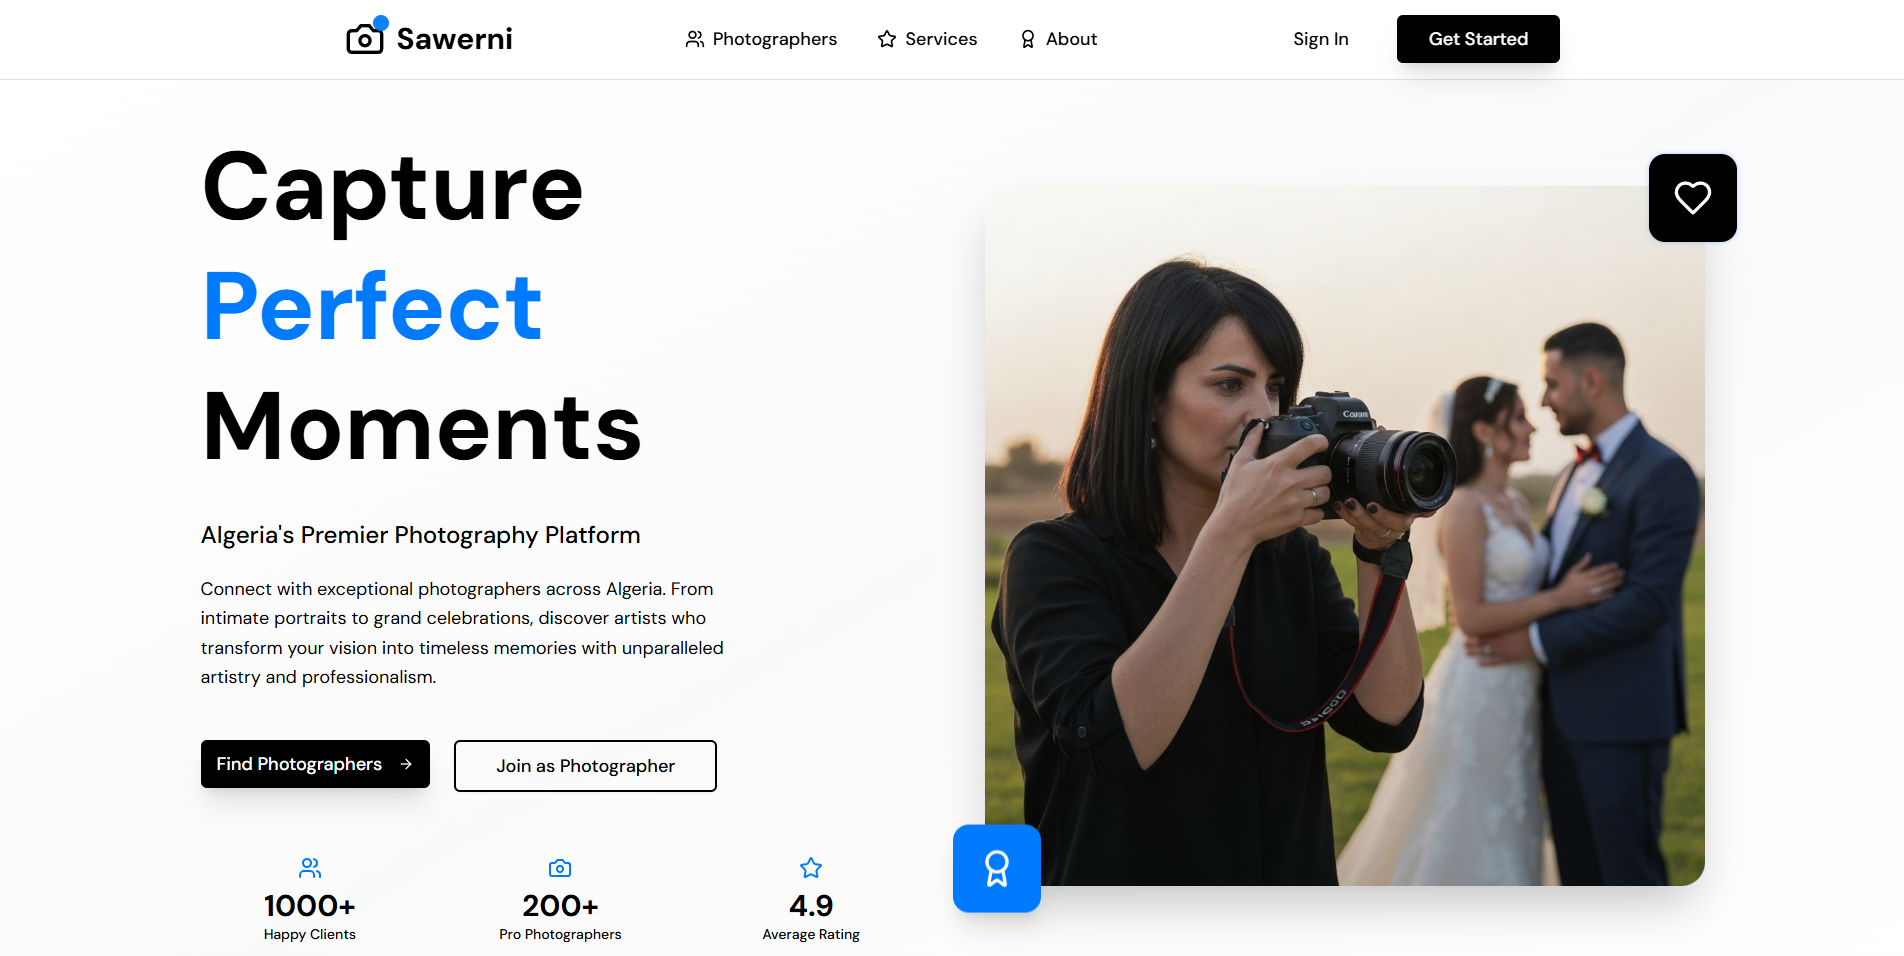 Sawerni
Photographers
Services
About
Sign In
Get Started
Capture
Perfect
Moments
Algeria's Premier Photography Platform
Connect with exceptional photographers across Algeria. From
intimate portraits to grand celebrations, discover artists who
transform your vision into timeless memories with unparalleled
artistry and professionalism.
Find Photographers
Join as Photographer
1000+
Happy Clients
200+
Pro Photographers
4.9
Average Rating